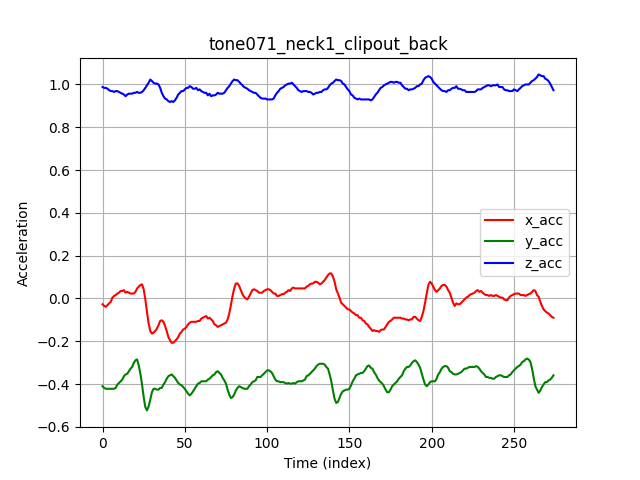 tone071_neck1_clipout_back
Acceleration
1.0
0.8
0.6
0.4
0.2
0.0
−0.2
−0.4
−0.6
x_acc
y_acc
z_acc
0 50 100 150 200 250
Time (index)